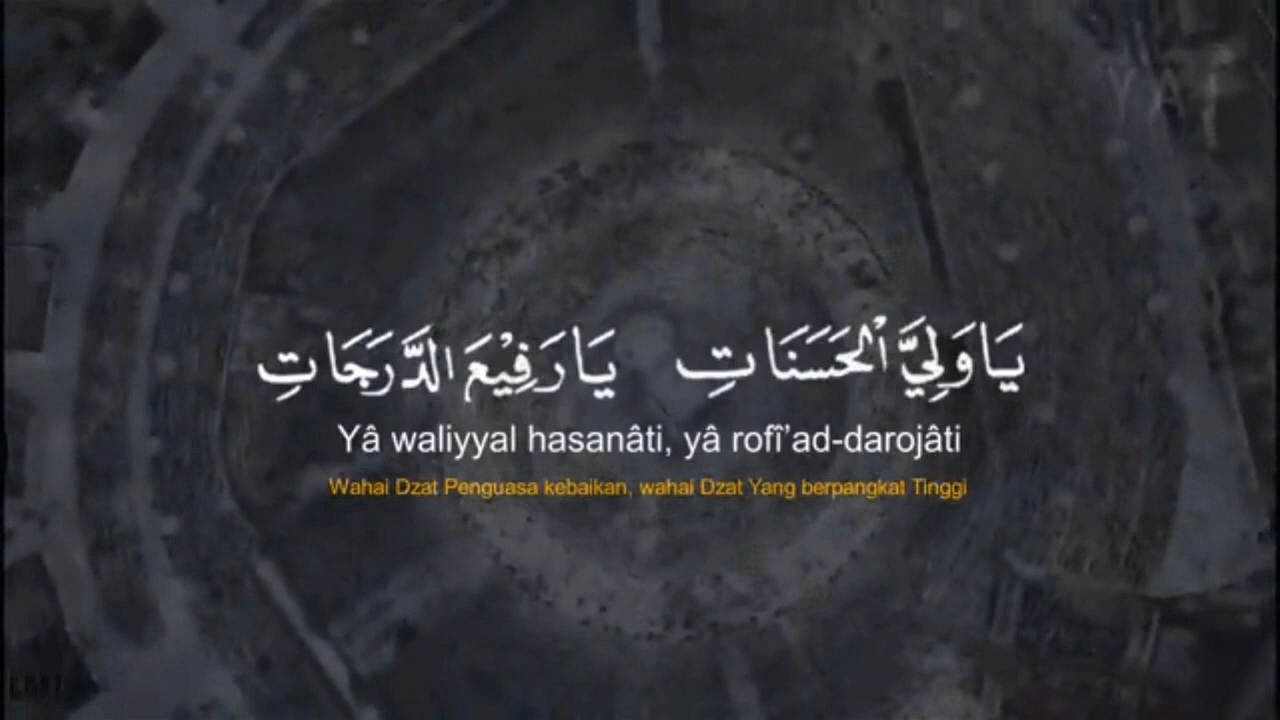 يَا وَلِيَّ الْحَسَنَاتِ يَا رَفِيْعَ الدَّرَجَاتِ
Yâ waliyyal hasanâti, yâ rofî’ad-darojâti
Wahai Dzat Penguasa kebaikan, wahai Dzat Yang berpangkat Tinggi